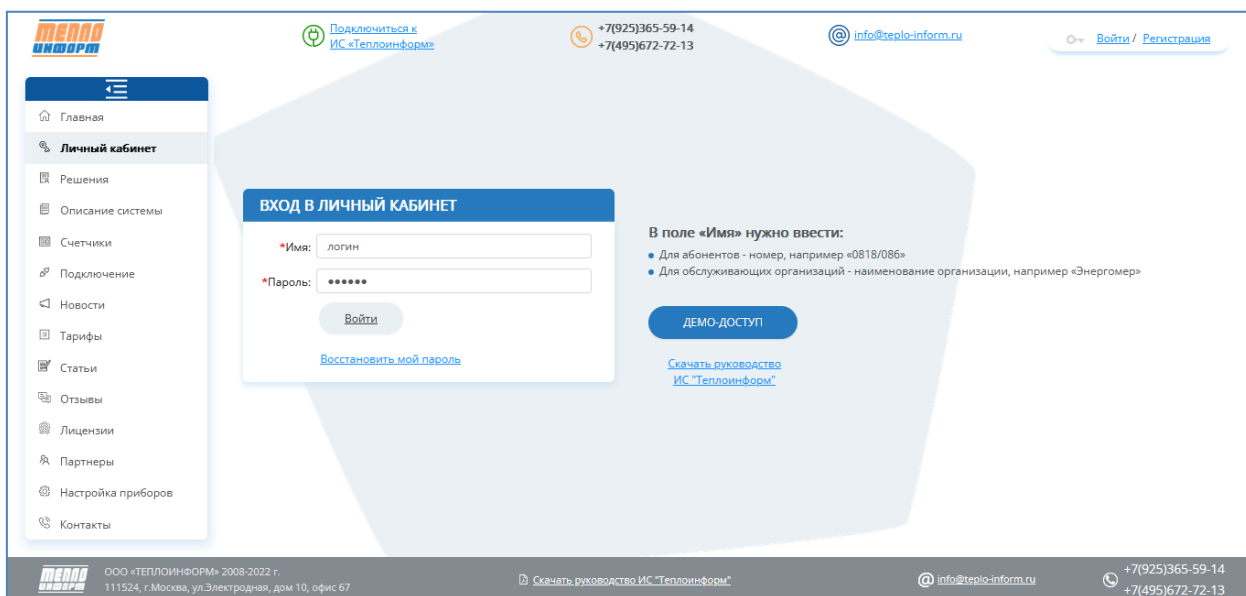 ТЕПЛО
ИНФОРМ
Подключиться к
ИС «Теплоинформ»
+7(925)365-59-14
+7(495)672-72-13
@ info@teplo-inform.ru
Войти / Регистрация
Главная
Личный кабинет
Решения
Описание системы
Счетчики
Подключение
Новости
Тарифы
Статьи
Отзывы
Лицензии
Партнеры
Настройка приборов
Контакты
ВХОД В ЛИЧНЫЙ КАБИНЕТ
*Имя: логин
*Пароль: ••••••
Войти
Восстановить мой пароль
В поле «Имя» нужно ввести:
• Для абонентов - номер, например «0818/086»
• Для обслуживающих организаций - наименование организации, например «Энергомер»
ДЕМО-ДОСТУП
Скачать руководство
ИС "Теплоинформ"
ТЕПЛО
ИНФОРМ
ООО «ТЕПЛОИНФОРМ» 2008-2022 г.
111524, г.Москва, ул.Электродная, дом 10, офис 67
Скачать руководство ИС "Теплоинформ"
@ info@teplo-inform.ru
+7(925)365-59-14
+7(495)672-72-13